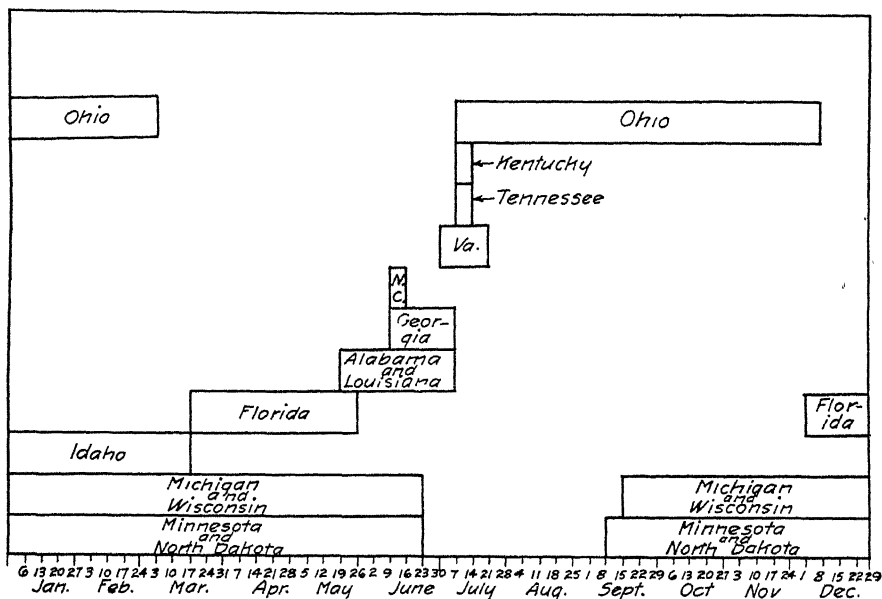 Ohio
Ohio
Kentucky
Tennessee
Va.
N.
C.
Geor-
gia
Alabama
and
Louisiana
Florida
Flor-
ida
Idaho
Michigan
and
Wisconsin
Michigan
and
Wisconsin
Minnesota
and
North Dakota
Minnesota
and
North Dakota
6 13 20 27 3 10 17 24 3 10 17 24 31 7 14 21 28 5 12 19 26 2 9 16 23 30 7 14 21 28 4 11 18 25 1 8 15 22 29 6 13 20 27 3 10 17 24 1 8 15 22 29
Jan. Feb. Mar. Apr. May June July Aug. Sept. Oct Nov Dec.